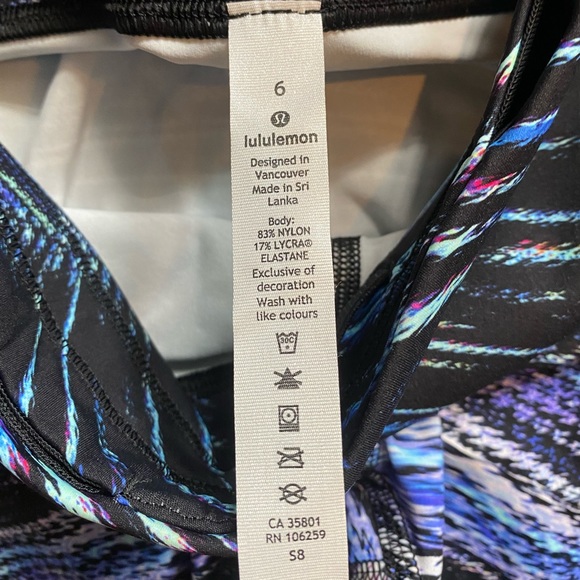 6
lululemon
Designed in
Vancouver
Made in Sri
Lanka
Body:
83% NYLON
17% LYCRA®
ELASTANE
Exclusive of
decoration
Wash with
like colours
30C
CA 35801
RN 106259
S8